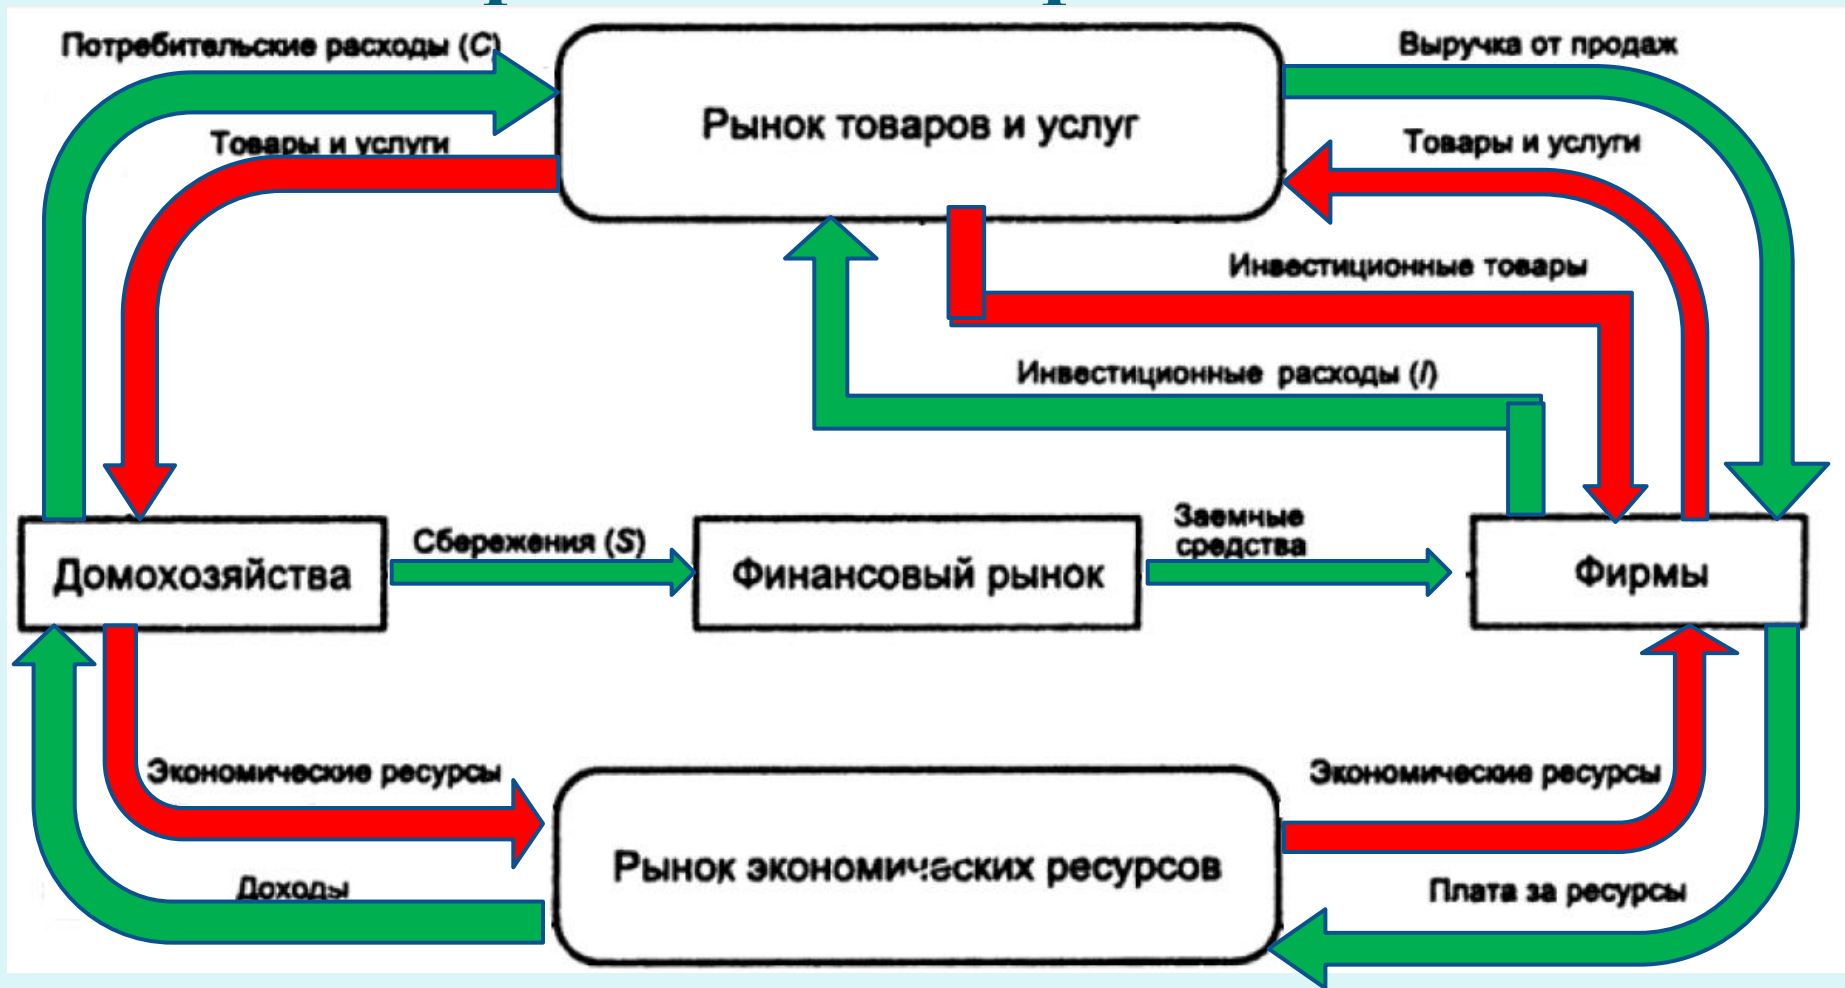 Потребительские расходы (C)
Выручка от продаж
Рынок товаров и услуг
Товары и услуги
Товары и услуги
Инвестиционные товары
Инвестиционные расходы (I)
Сбережения (S)
Заемные
средства
Домохозяйства
Финансовый рынок
Фирмы
Экономические ресурсы
Экономические ресурсы
Рынок экономических ресурсов
Доходы
Плата за ресурсы